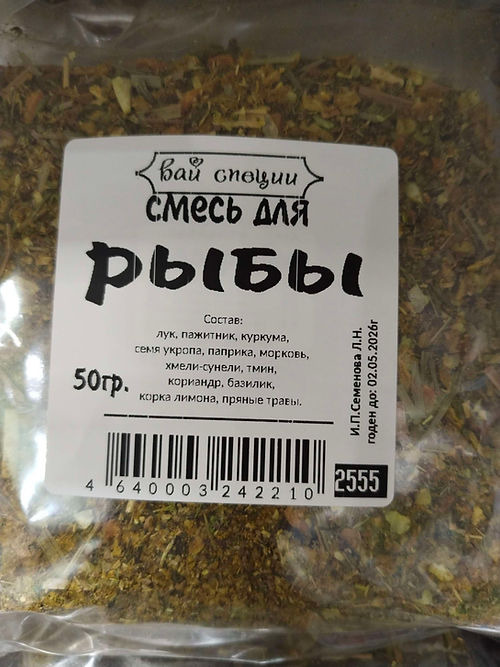 вай специи
смесь для
рыбы
Состав:
лук, пажитник, куркума,
семя укропа, паприка, морковь,
хмели-сунели, тмин,
кориандр, базилик,
корка лимона, пряные травы.
50гр.
И.П.Семенова Л.Н.
годен до: 02.05.2026г
4 640003 242210
2555